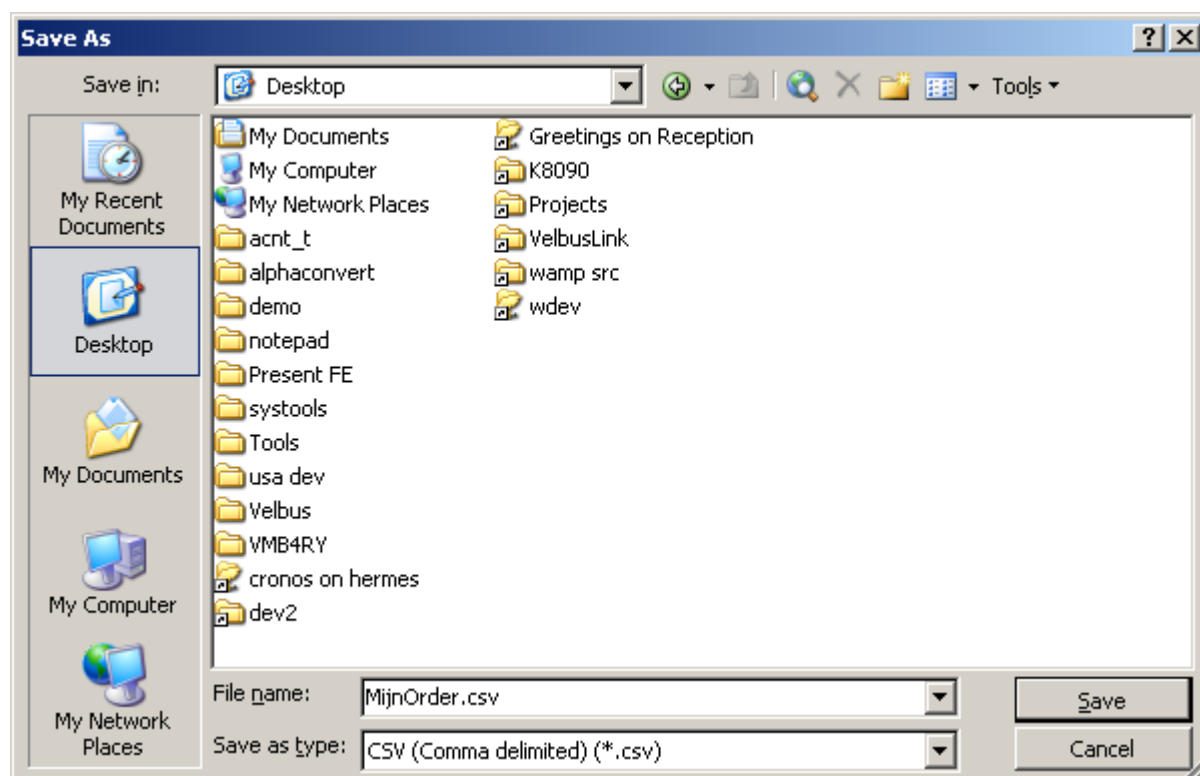 Save As
Save in:
Desktop
Tools
My Recent
Documents
Desktop
My Documents
My Computer
My Network
Places
My Documents
My Computer
My Network Places
acnt_t
alphaconvert
demo
notepad
Present FE
systools
Tools
usa dev
Velbus
VMB4RY
cronos on hermes
dev2
Greetings on Reception
K8090
Projects
VelbusLink
wamp src
wdev
File name:
MijnOrder.csv
Save
Save as type:
CSV (Comma delimited) (*.csv)
Cancel